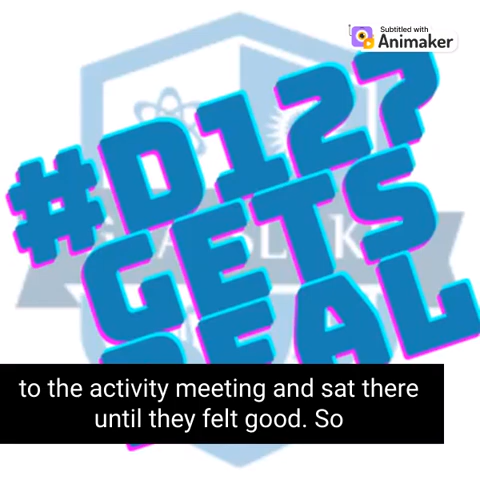 Subtitled with
Animaker
#D127
GETS
REAL
to the activity meeting and sat there
until they felt good. So